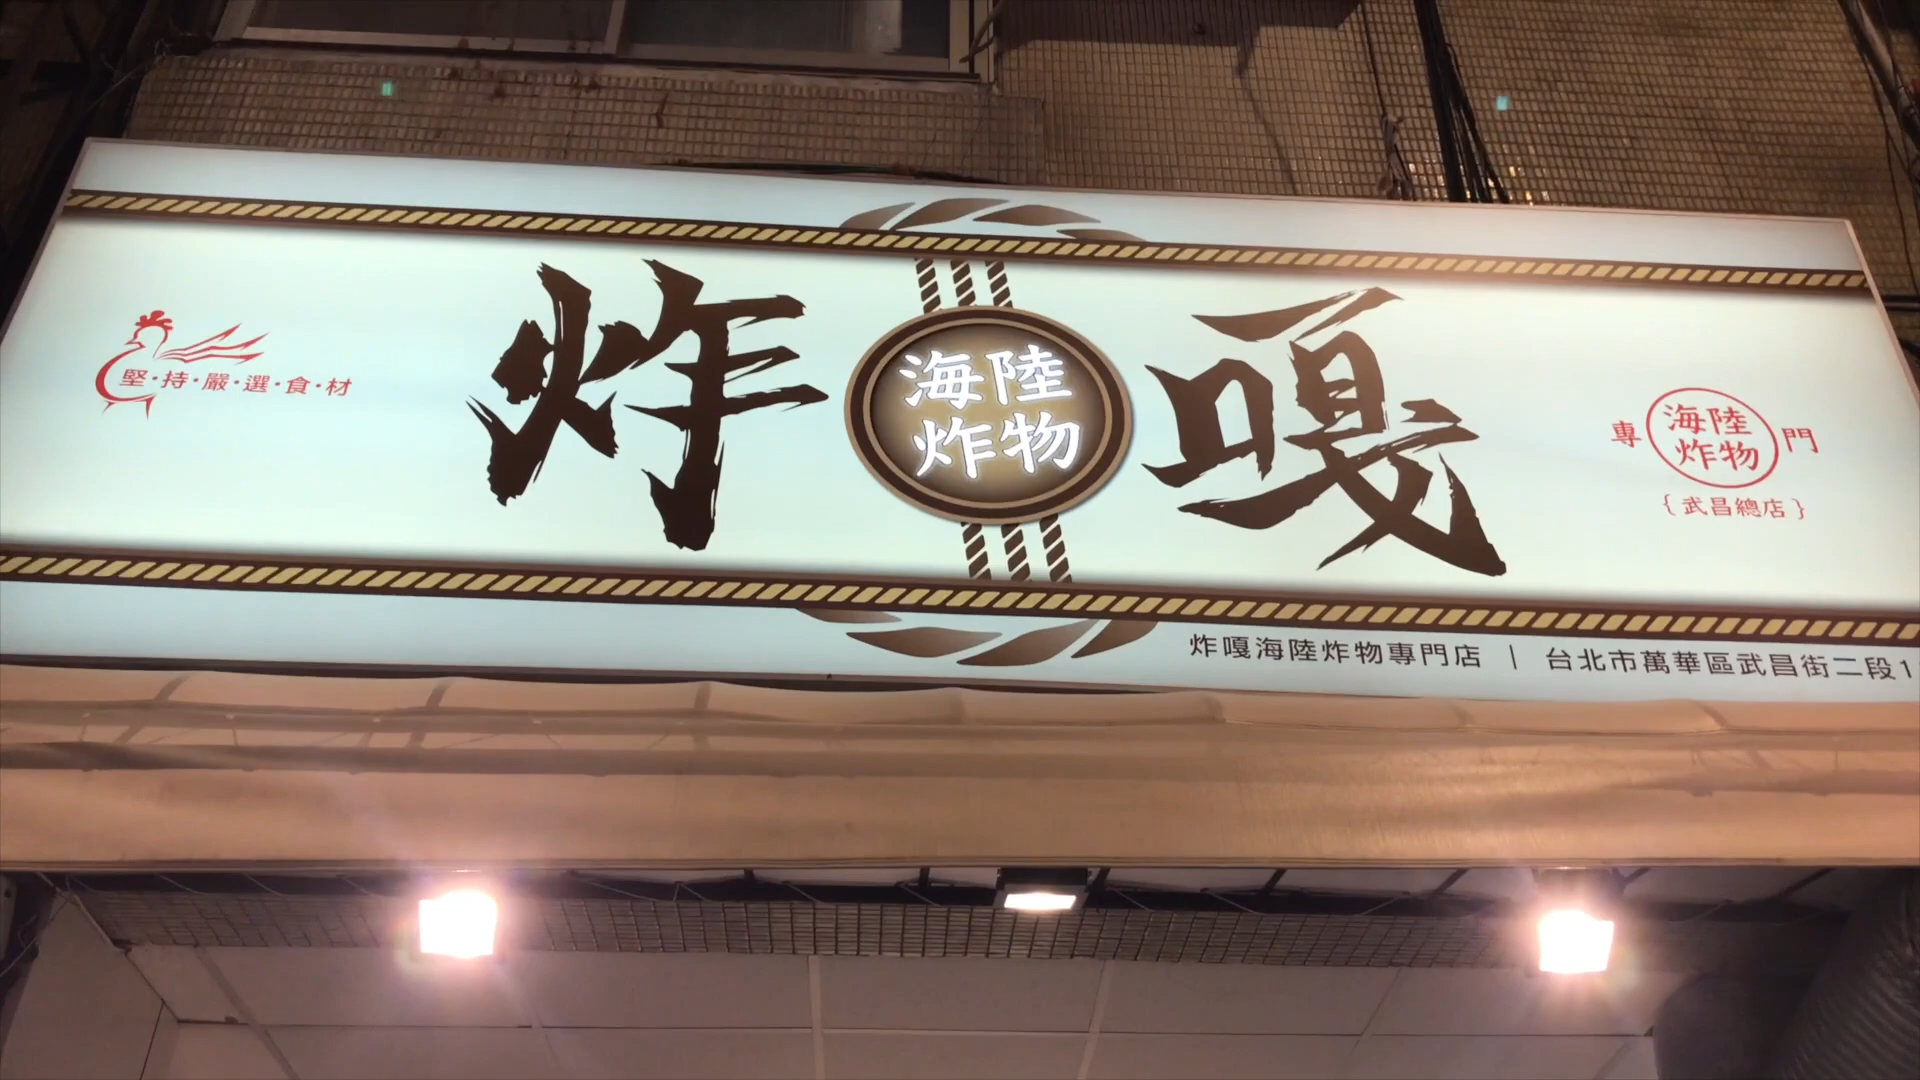 堅·持·嚴·選·食·材
炸嘎
海陸
炸物
專 海陸 門
炸物
{武昌總店}
炸嘎海陸炸物專門店 | 台北市萬華區武昌街二段1